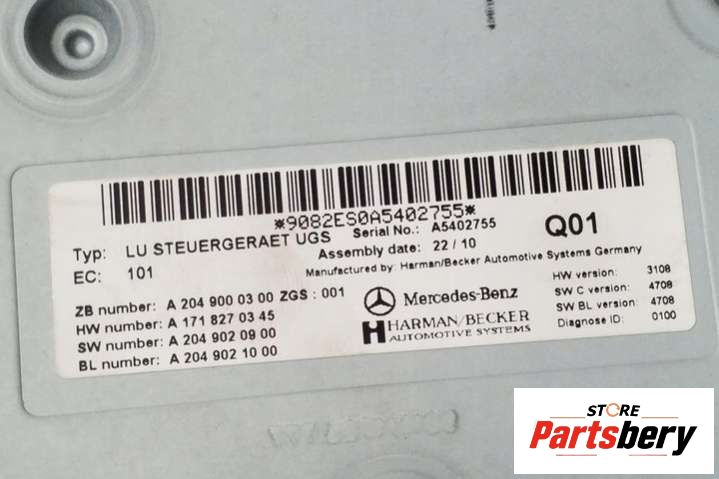 *9082ES0A5402755*
Typ: LU STEUERGERAET UGS Serial No.: A5402755 Q01
EC: 101 Assembly date: 22 / 10
Manufactured by: Harman/Becker Automotive Systems Germany
ZB number: A 204 900 03 00 ZGS : 001
HW number: A 171 827 03 45
SW number: A 204 902 09 00
BL number: A 204 902 10 00
Mercedes-Benz
HARMAN/BECKER
AUTOMOTIVE SYSTEMS
HW version: 3108
SW C version: 4708
SW BL version: 4708
Diagnose ID: 0100
STORE
Partsbery